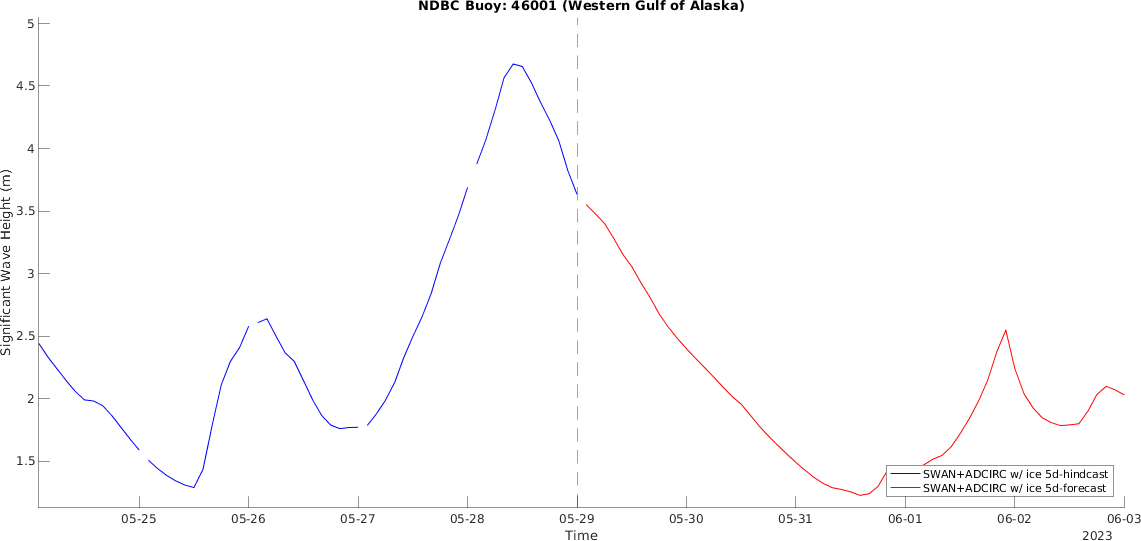 NDBC Buoy: 46001 (Western Gulf of Alaska)
5
4.5
4
3.5
3
2.5
2
1.5
Significant Wave Height (m)
SWAN+ADCIRC w/ ice 5d-hindcast
SWAN+ADCIRC w/ ice 5d-forecast
05-25 05-26 05-27 05-28 05-29 05-30 05-31 06-01 06-02 06-03
Time
2023